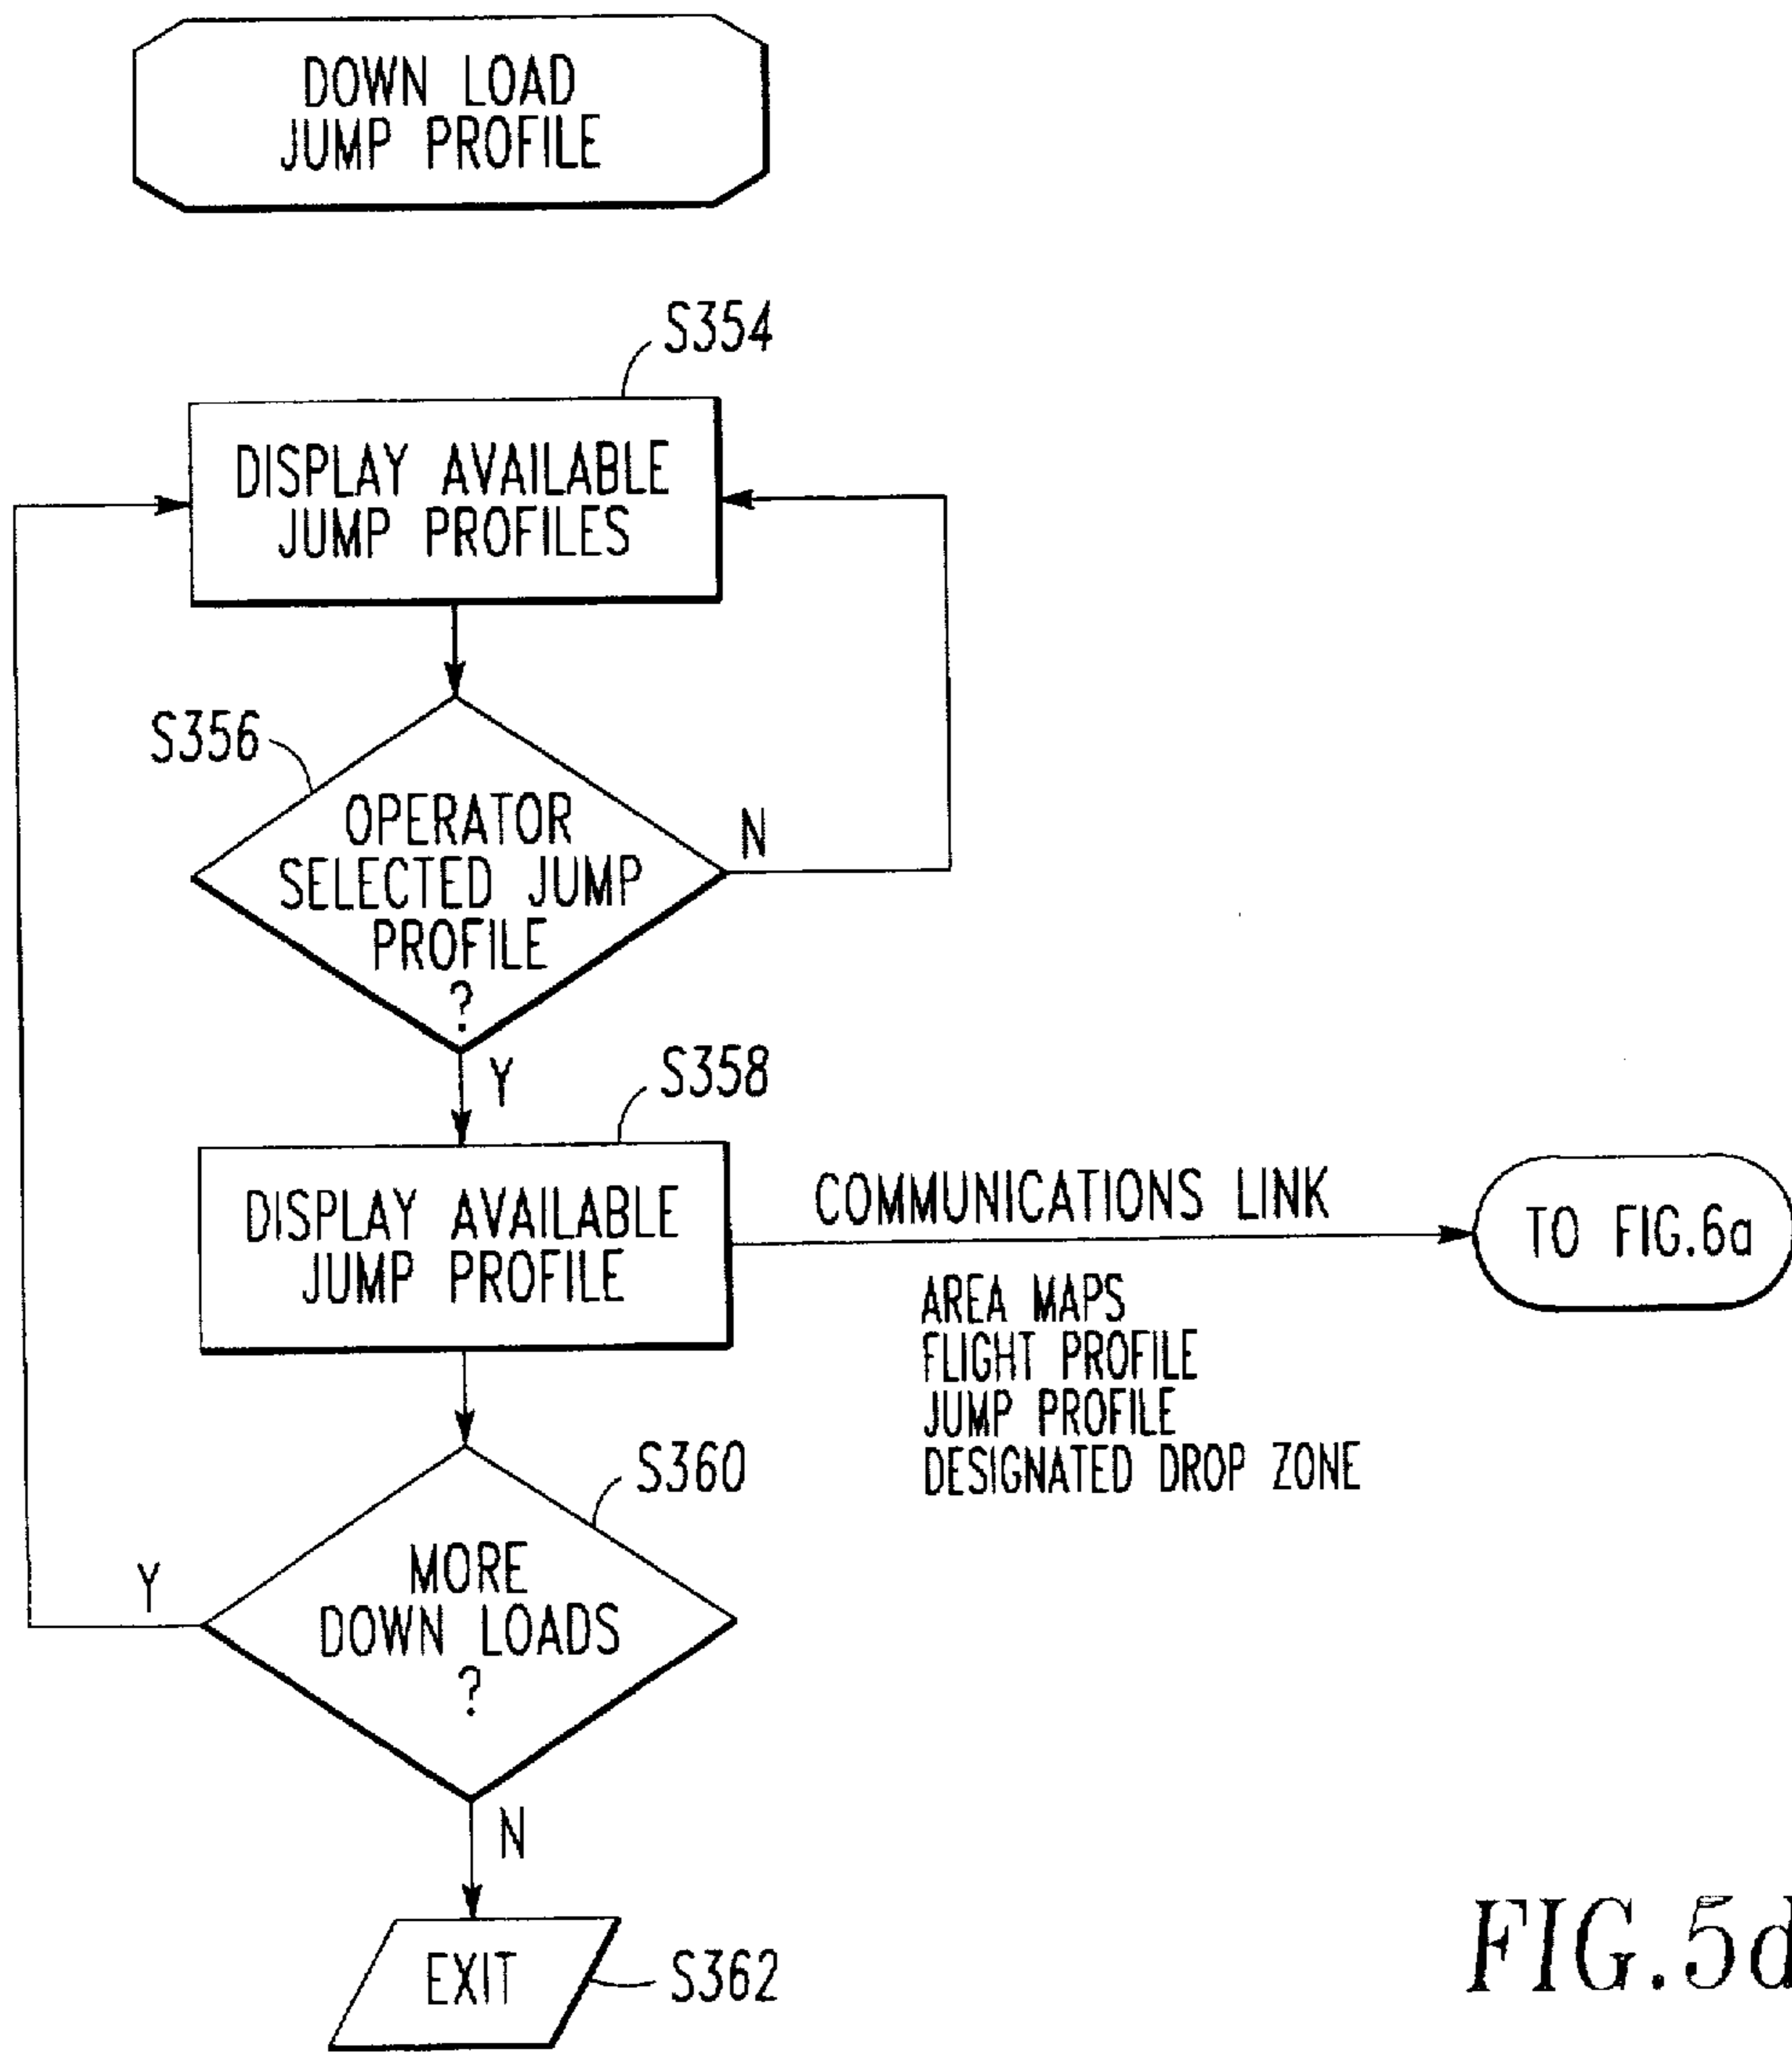 DOWN LOAD
JUMP PROFILE
S354
DISPLAY AVAILABLE
JUMP PROFILES
S356
OPERATOR
SELECTED JUMP
PROFILE
?
N
Y
S358
DISPLAY AVAILABLE
JUMP PROFILE
COMMUNICATIONS LINK
TO FIG.6a
AREA MAPS
FLIGHT PROFILE
JUMP PROFILE
DESIGNATED DROP ZONE
S360
MORE
DOWN LOADS
?
Y
N
EXIT
S362
FIG.5d